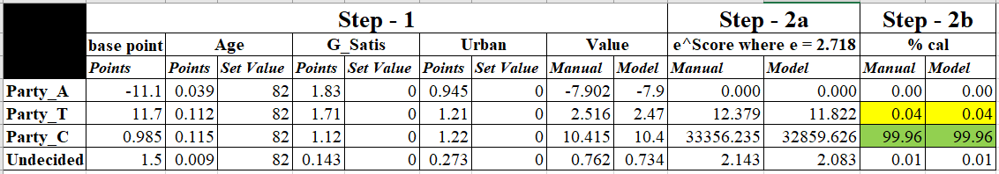 Step - 1 Step - 2a Step - 2b
base point Age G_Satis Urban Value e^Score where e = 2.718 % cal
Points Points Set Value Points Set Value Points Set Value Manual Model Manual Model Manual Model
Party_A -11.1 0.039 82 1.83 0 0.945 0 -7.902 -7.9 0.000 0.000 0.00 0.00
Party_T 11.7 0.112 82 1.71 0 1.21 0 2.516 2.47 12.379 11.822 0.04 0.04
Party_C 0.985 0.115 82 1.12 0 1.22 0 10.415 10.4 33356.235 32859.626 99.96 99.96
Undecided 1.5 0.009 82 0.143 0 0.273 0 0.762 0.734 2.143 2.083 0.01 0.01